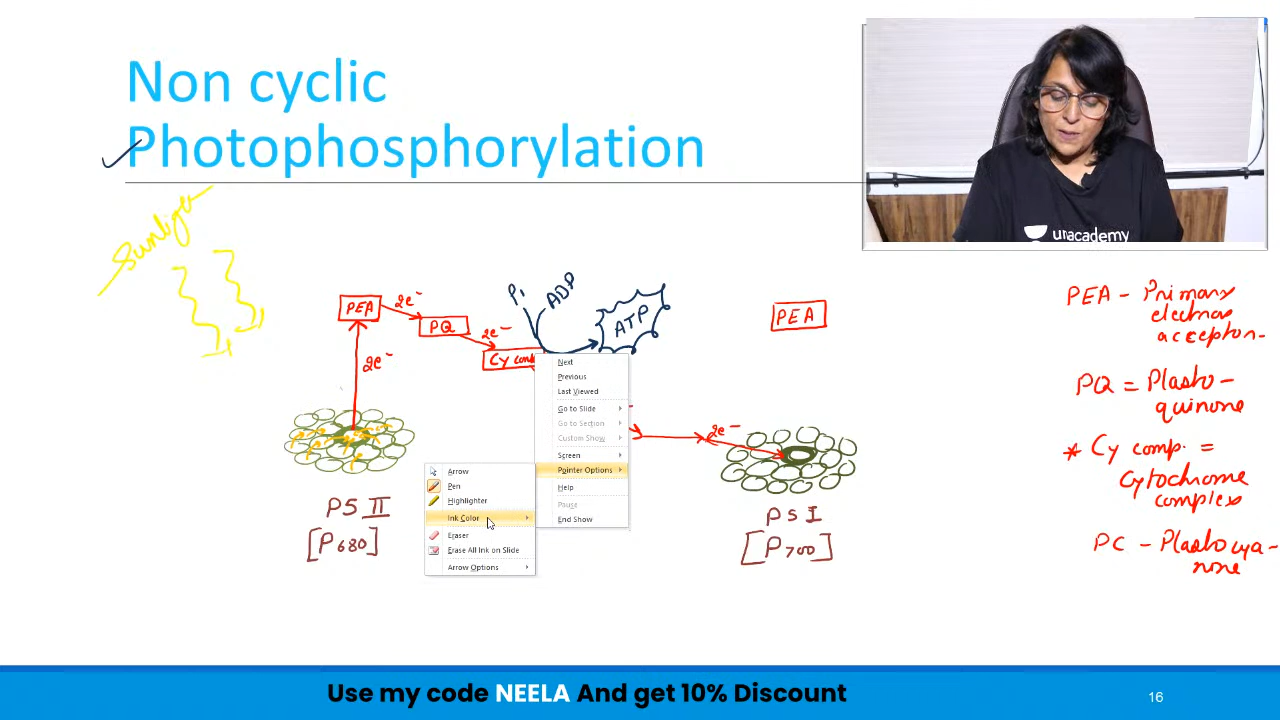 Non cyclic
Photophosphorylation
unacademy
Sunlight
Pi
ADP
ATP
PEA
2e-
PQ
2e-
Cy comp
2e-
PEA
2e-
PS II
[P680]
PS I
[P700]
PEA - Primary
electron
acceptor.
PQ = Plasto-
quinone
* Cy comp. =
Cytochrome
complex
PC - Plastocya-
none
Next
Previous
Last Viewed
Go to Slide
Go to Section
Custom Show
Screen
Pointer Options
Help
Pause
End Show
Arrow
Pen
Highlighter
Ink Color
Eraser
Erase All Ink on Slide
Arrow Options
Use my code NEELA And get 10% Discount
16